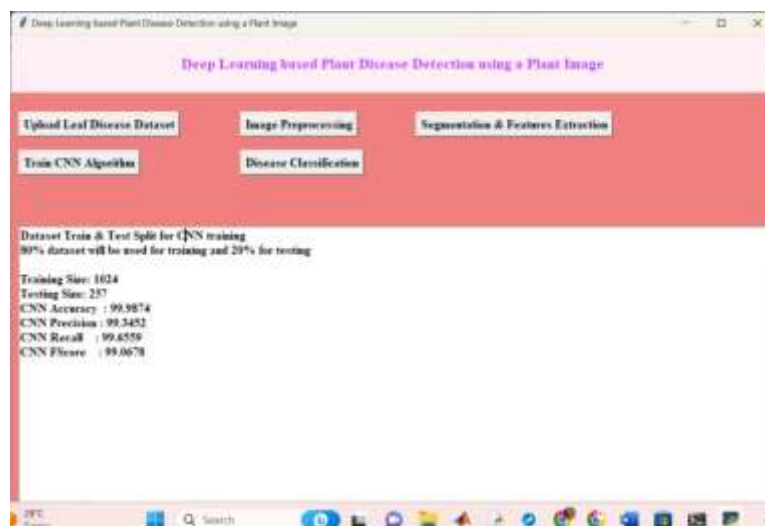 Deep Learning based Plant Disease Detection using a Plant Image
Deep Learning based Plant Disease Detection using a Plant Image
Upload Leaf Disease Dataset
Image Preprocessing
Segmentation & Features Extraction
Train CNN Algorithm
Disease Classification
Dataset Train & Test Split for CNN training
80% dataset will be used for training and 20% for testing
Training Size: 1024
Testing Size: 257
CNN Accuracy : 99.9874
CNN Precision : 99.3452
CNN Recall : 99.6559
CNN FScore : 99.0678
Search